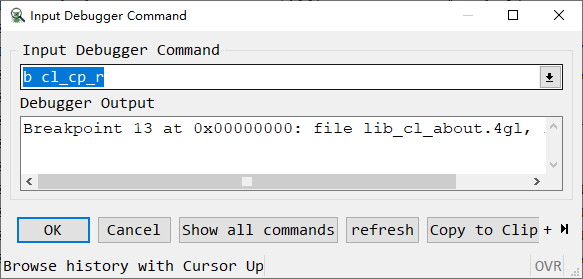 Input Debugger Command
Input Debugger Command
b cl_cp_r
Debugger Output
Breakpoint 13 at 0x00000000: file lib_cl_about.4gl,
OK Cancel Show all commands refresh Copy to Clip +
Browse history with Cursor Up OVR